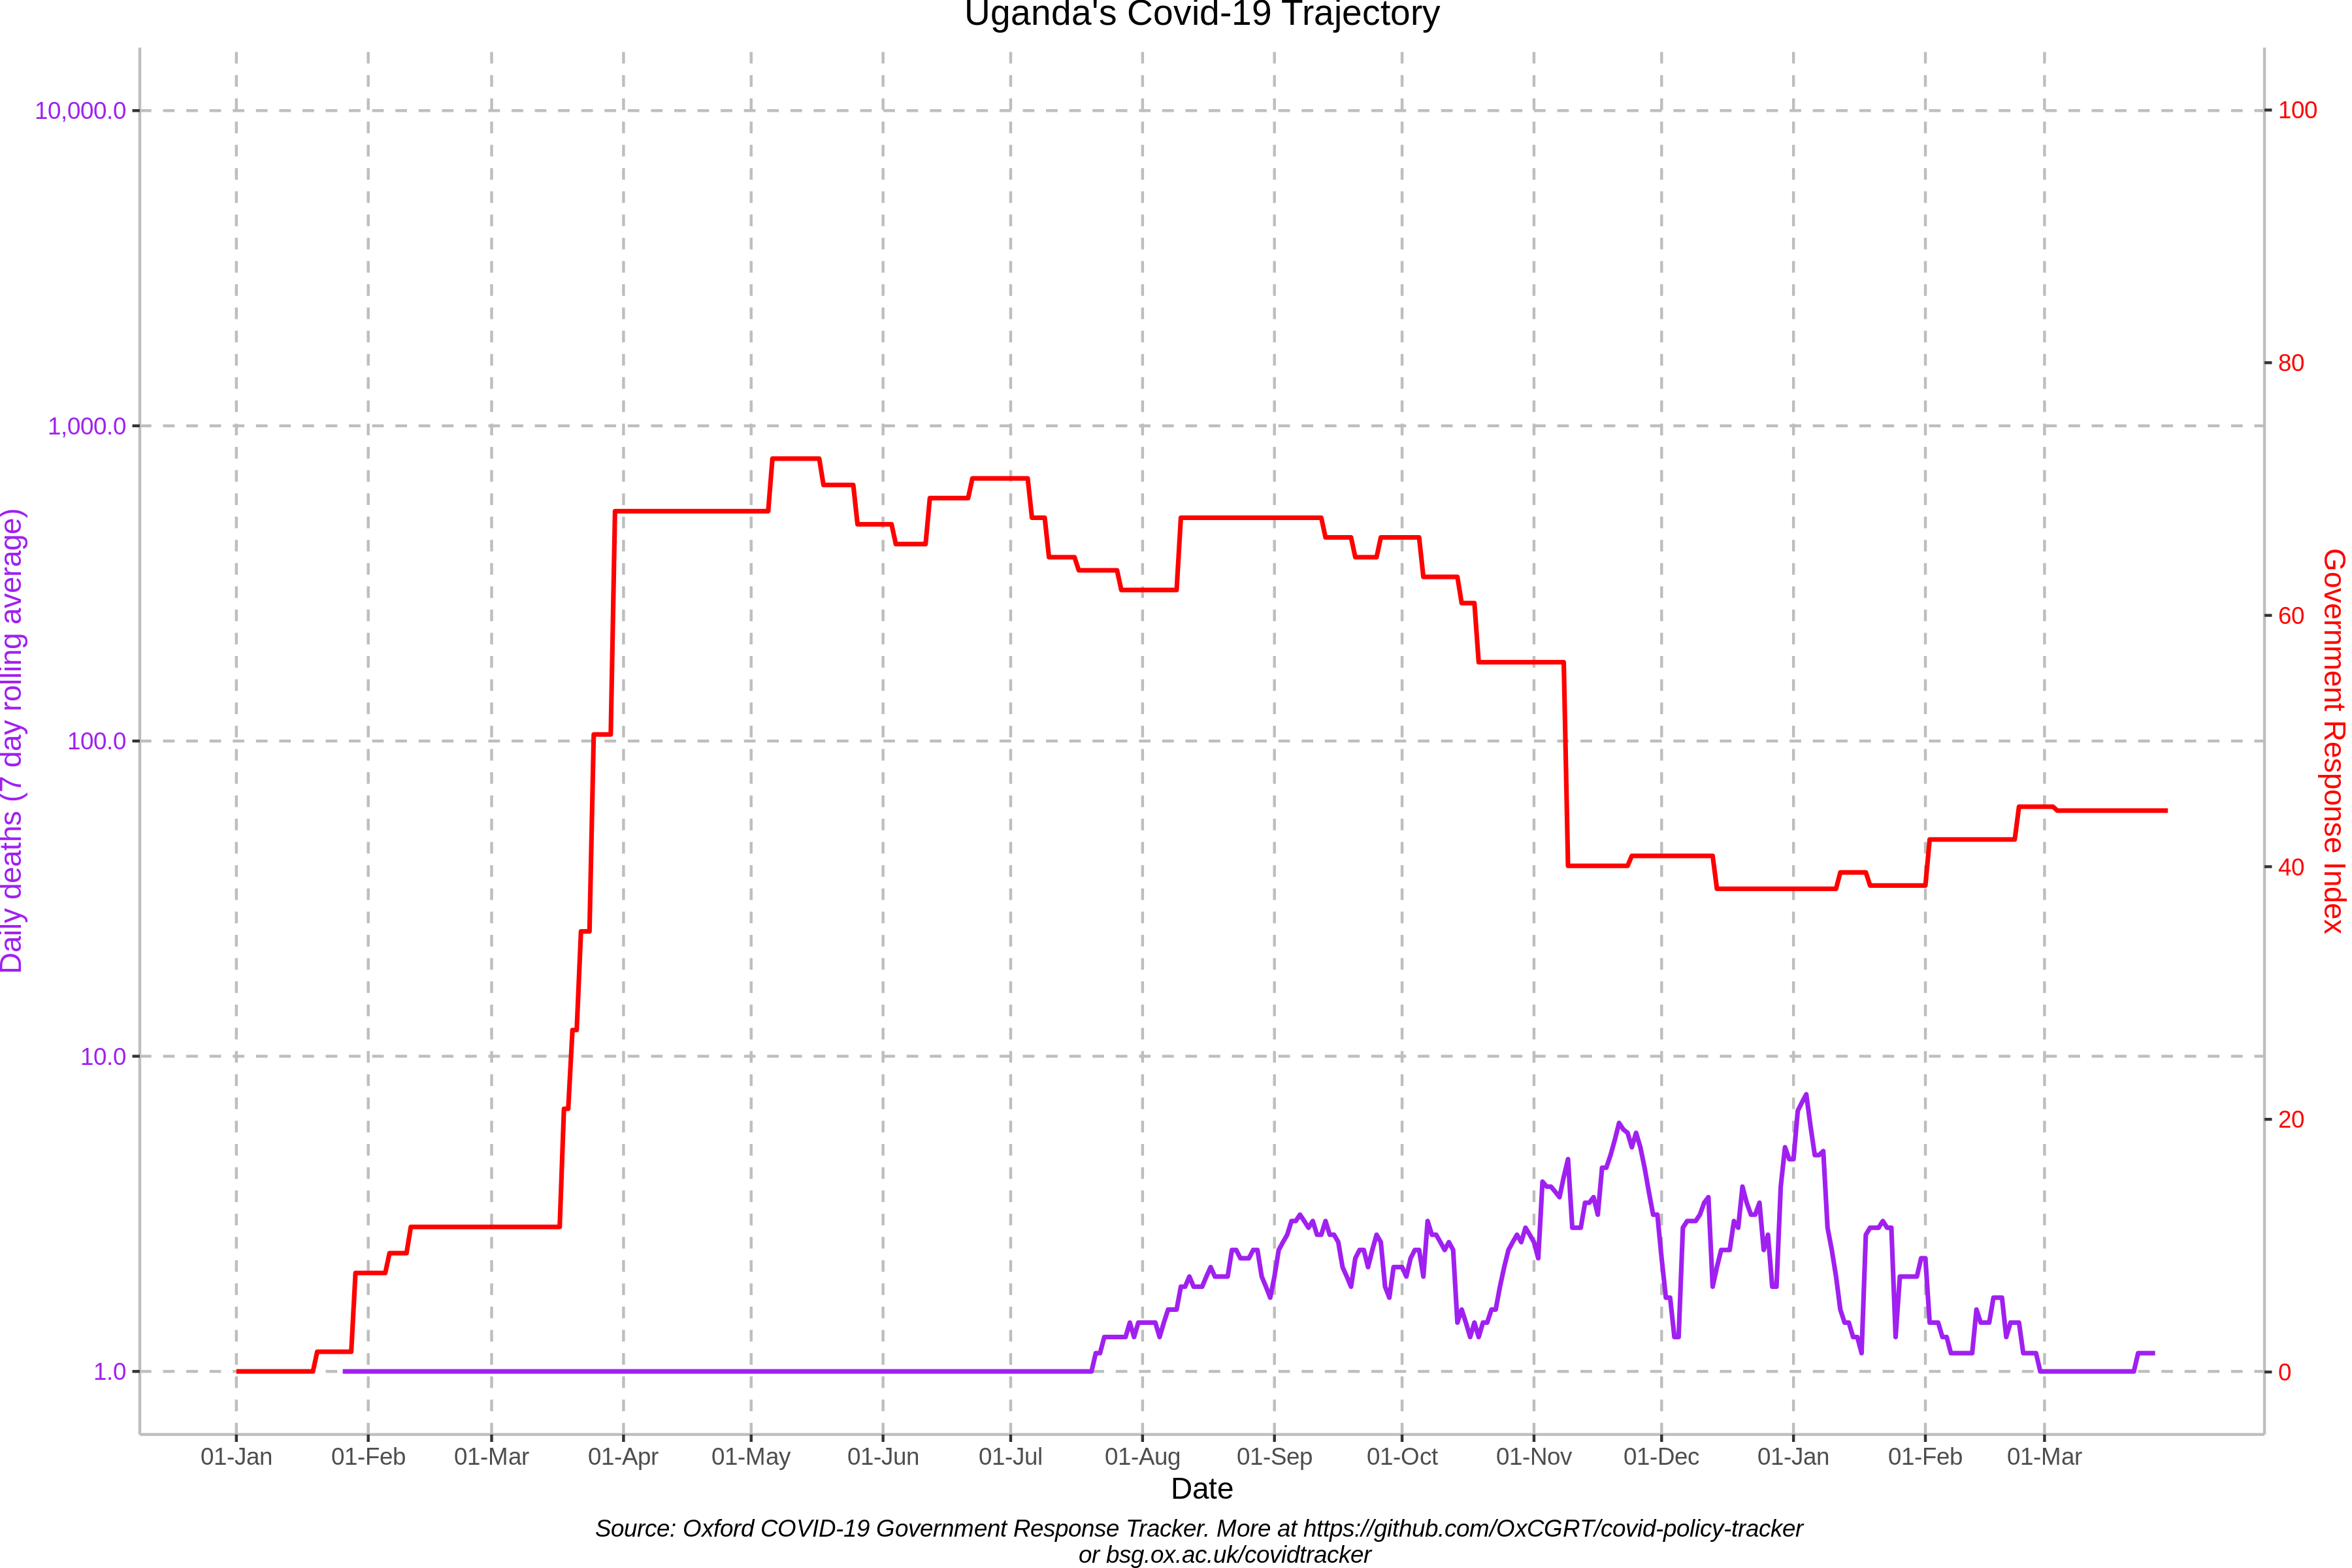 Uganda's Covid-19 Trajectory
10,000.0
1,000.0
100.0
10.0
1.0
Daily deaths (7 day rolling average)
100
80
60
40
20
0
Government Response Index
01-Jan 01-Feb 01-Mar 01-Apr 01-May 01-Jun 01-Jul 01-Aug 01-Sep 01-Oct 01-Nov 01-Dec 01-Jan 01-Feb 01-Mar
Date
Source: Oxford COVID-19 Government Response Tracker. More at https://github.com/OxCGRT/covid-policy-tracker
or bsg.ox.ac.uk/covidtracker